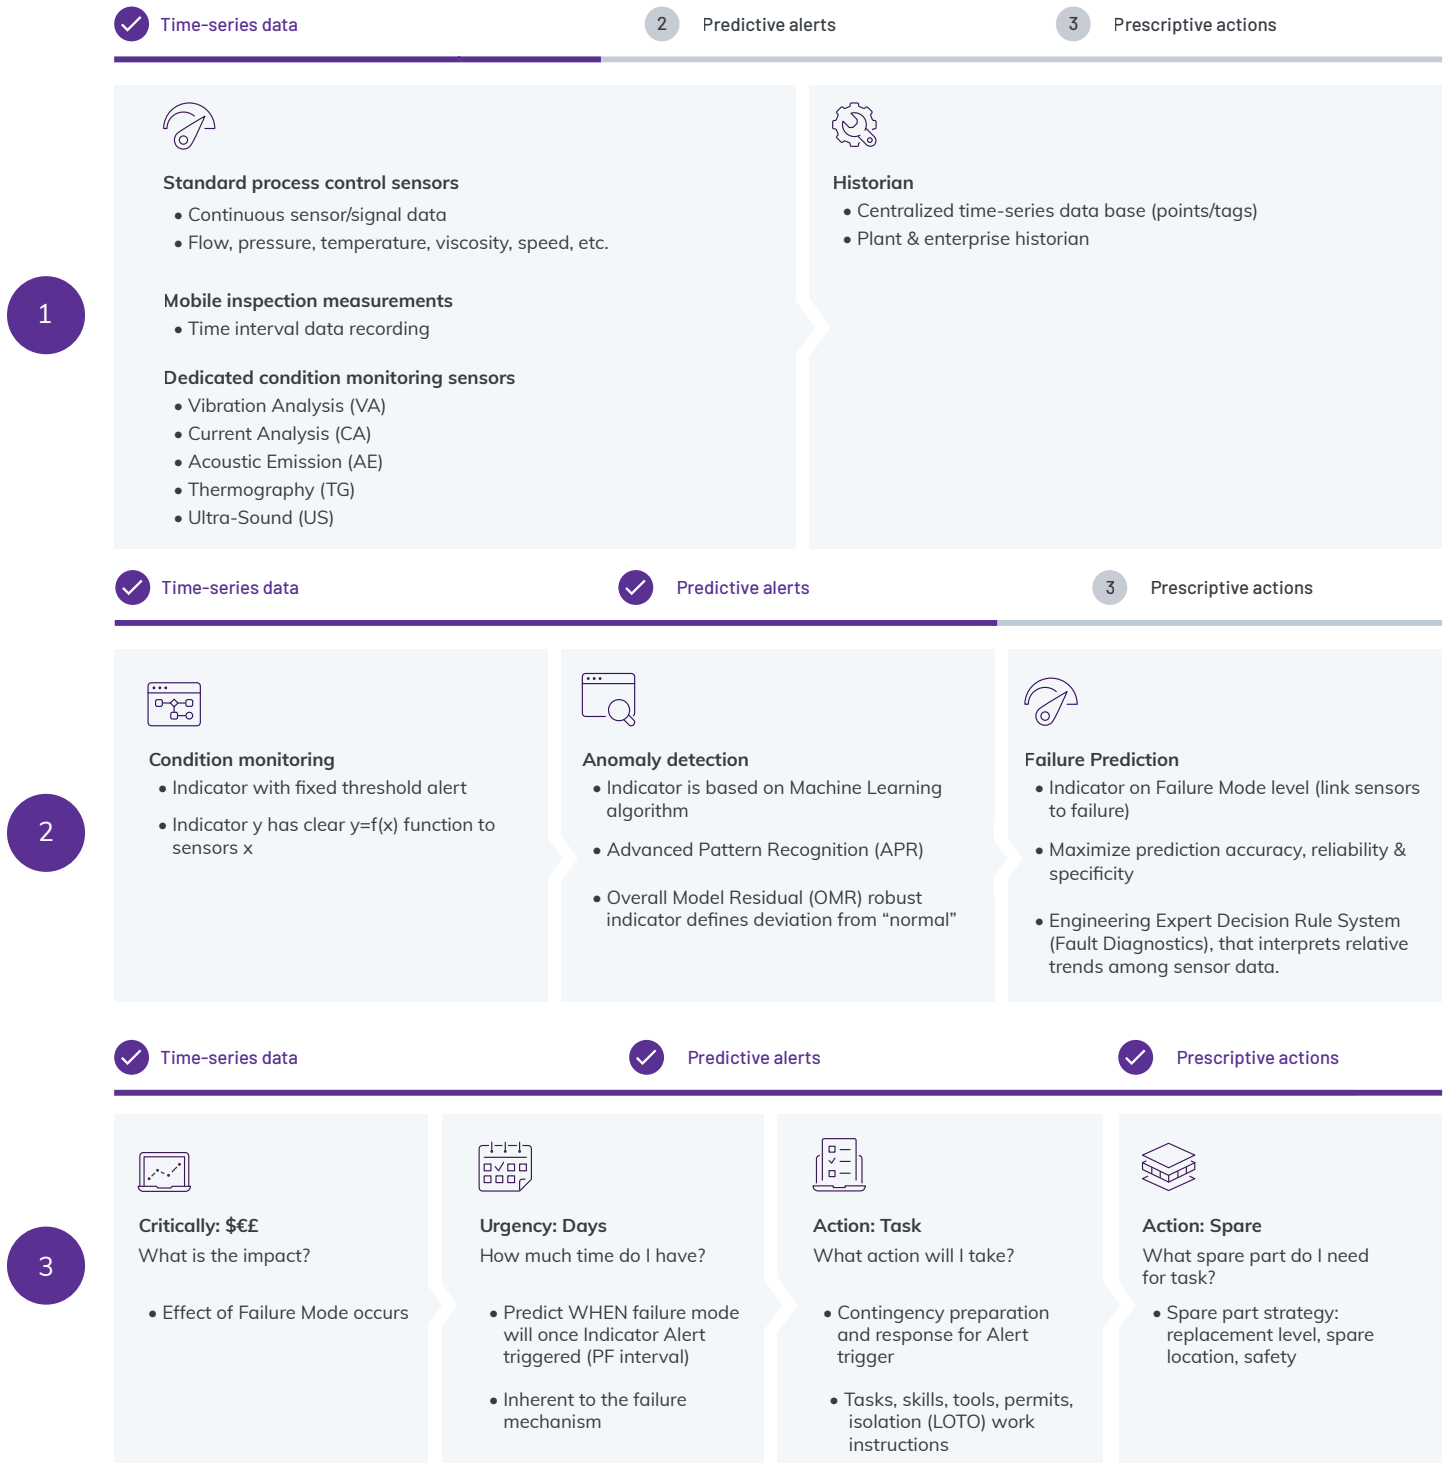 Time-series data
2 Predictive alerts
3 Prescriptive actions
1
Standard process control sensors
• Continuous sensor/signal data
• Flow, pressure, temperature, viscosity, speed, etc.
Mobile inspection measurements
• Time interval data recording
Dedicated condition monitoring sensors
• Vibration Analysis (VA)
• Current Analysis (CA)
• Acoustic Emission (AE)
• Thermography (TG)
• Ultra-Sound (US)
Historian
• Centralized time-series data base (points/tags)
• Plant & enterprise historian
Time-series data
Predictive alerts
3 Prescriptive actions
2
Condition monitoring
• Indicator with fixed threshold alert
• Indicator y has clear y=f(x) function to
sensors x
Anomaly detection
• Indicator is based on Machine Learning
algorithm
• Advanced Pattern Recognition (APR)
• Overall Model Residual (OMR) robust
indicator defines deviation from “normal”
Failure Prediction
• Indicator on Failure Mode level (link sensors
to failure)
• Maximize prediction accuracy, reliability &
specificity
• Engineering Expert Decision Rule System
(Fault Diagnostics), that interprets relative
trends among sensor data.
Time-series data
Predictive alerts
Prescriptive actions
3
Critically: $€£
What is the impact?
• Effect of Failure Mode occurs
Urgency: Days
How much time do I have?
• Predict WHEN failure mode
will once Indicator Alert
triggered (PF interval)
• Inherent to the failure
mechanism
Action: Task
What action will I take?
• Contingency preparation
and response for Alert
trigger
• Tasks, skills, tools, permits,
isolation (LOTO) work
instructions
Action: Spare
What spare part do I need
for task?
• Spare part strategy:
replacement level, spare
location, safety